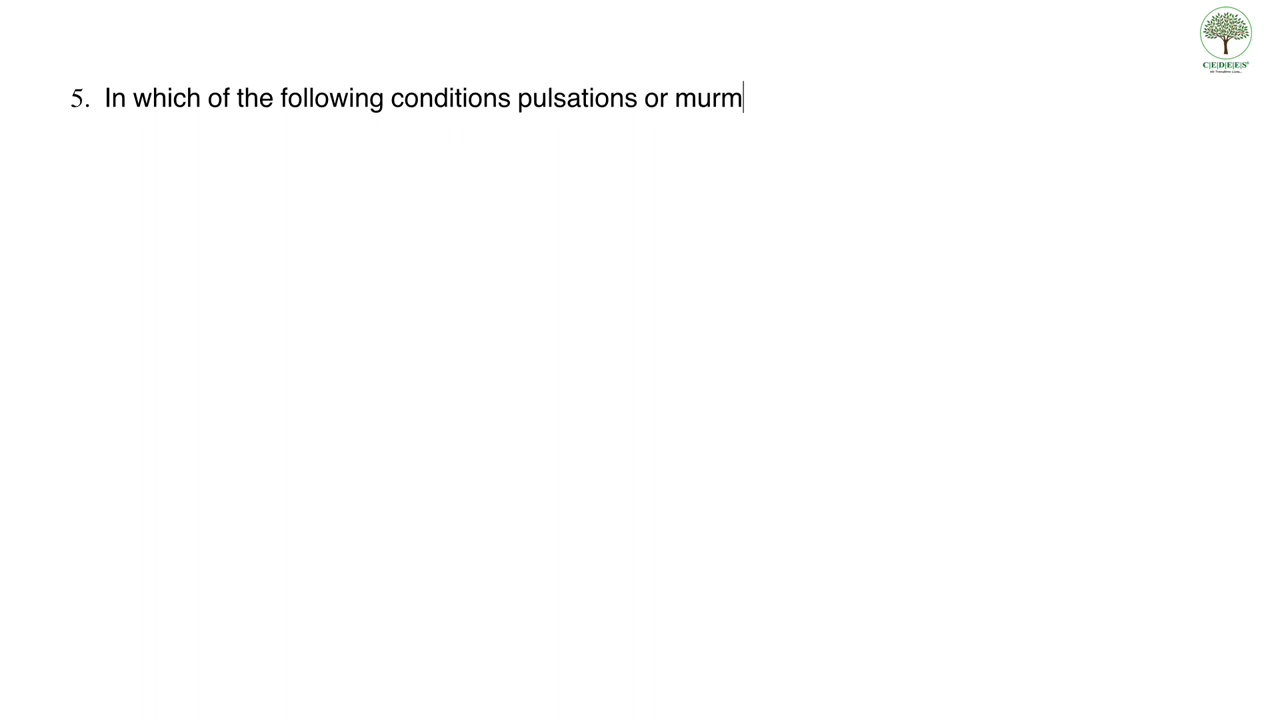 C|E|D|E|E|S®
5. In which of the following conditions pulsations or murm